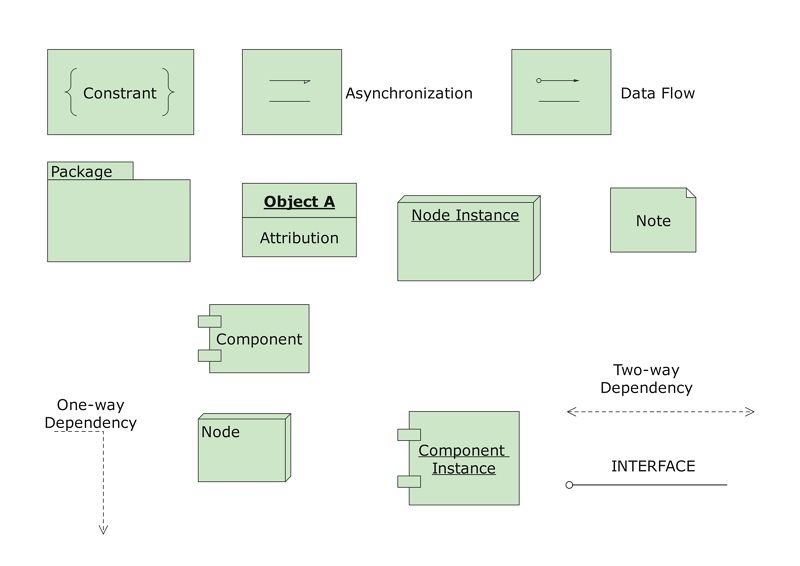 Constrant
Asynchronization
Data Flow
Package
Object A
Attribution
Node Instance
Note
Component
Two-way
Dependency
One-way
Dependency
Node
Component
Instance
INTERFACE